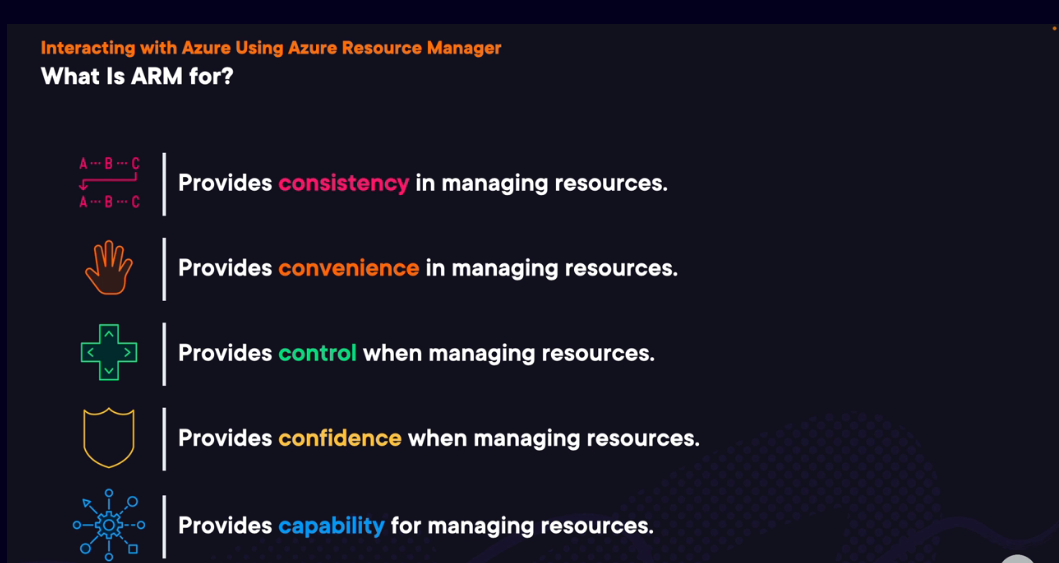 Interacting with Azure Using Azure Resource Manager
What Is ARM for?
A ··· B ··· C
A ··· B ··· C
Provides consistency in managing resources.
Provides convenience in managing resources.
Provides control when managing resources.
Provides confidence when managing resources.
Provides capability for managing resources.